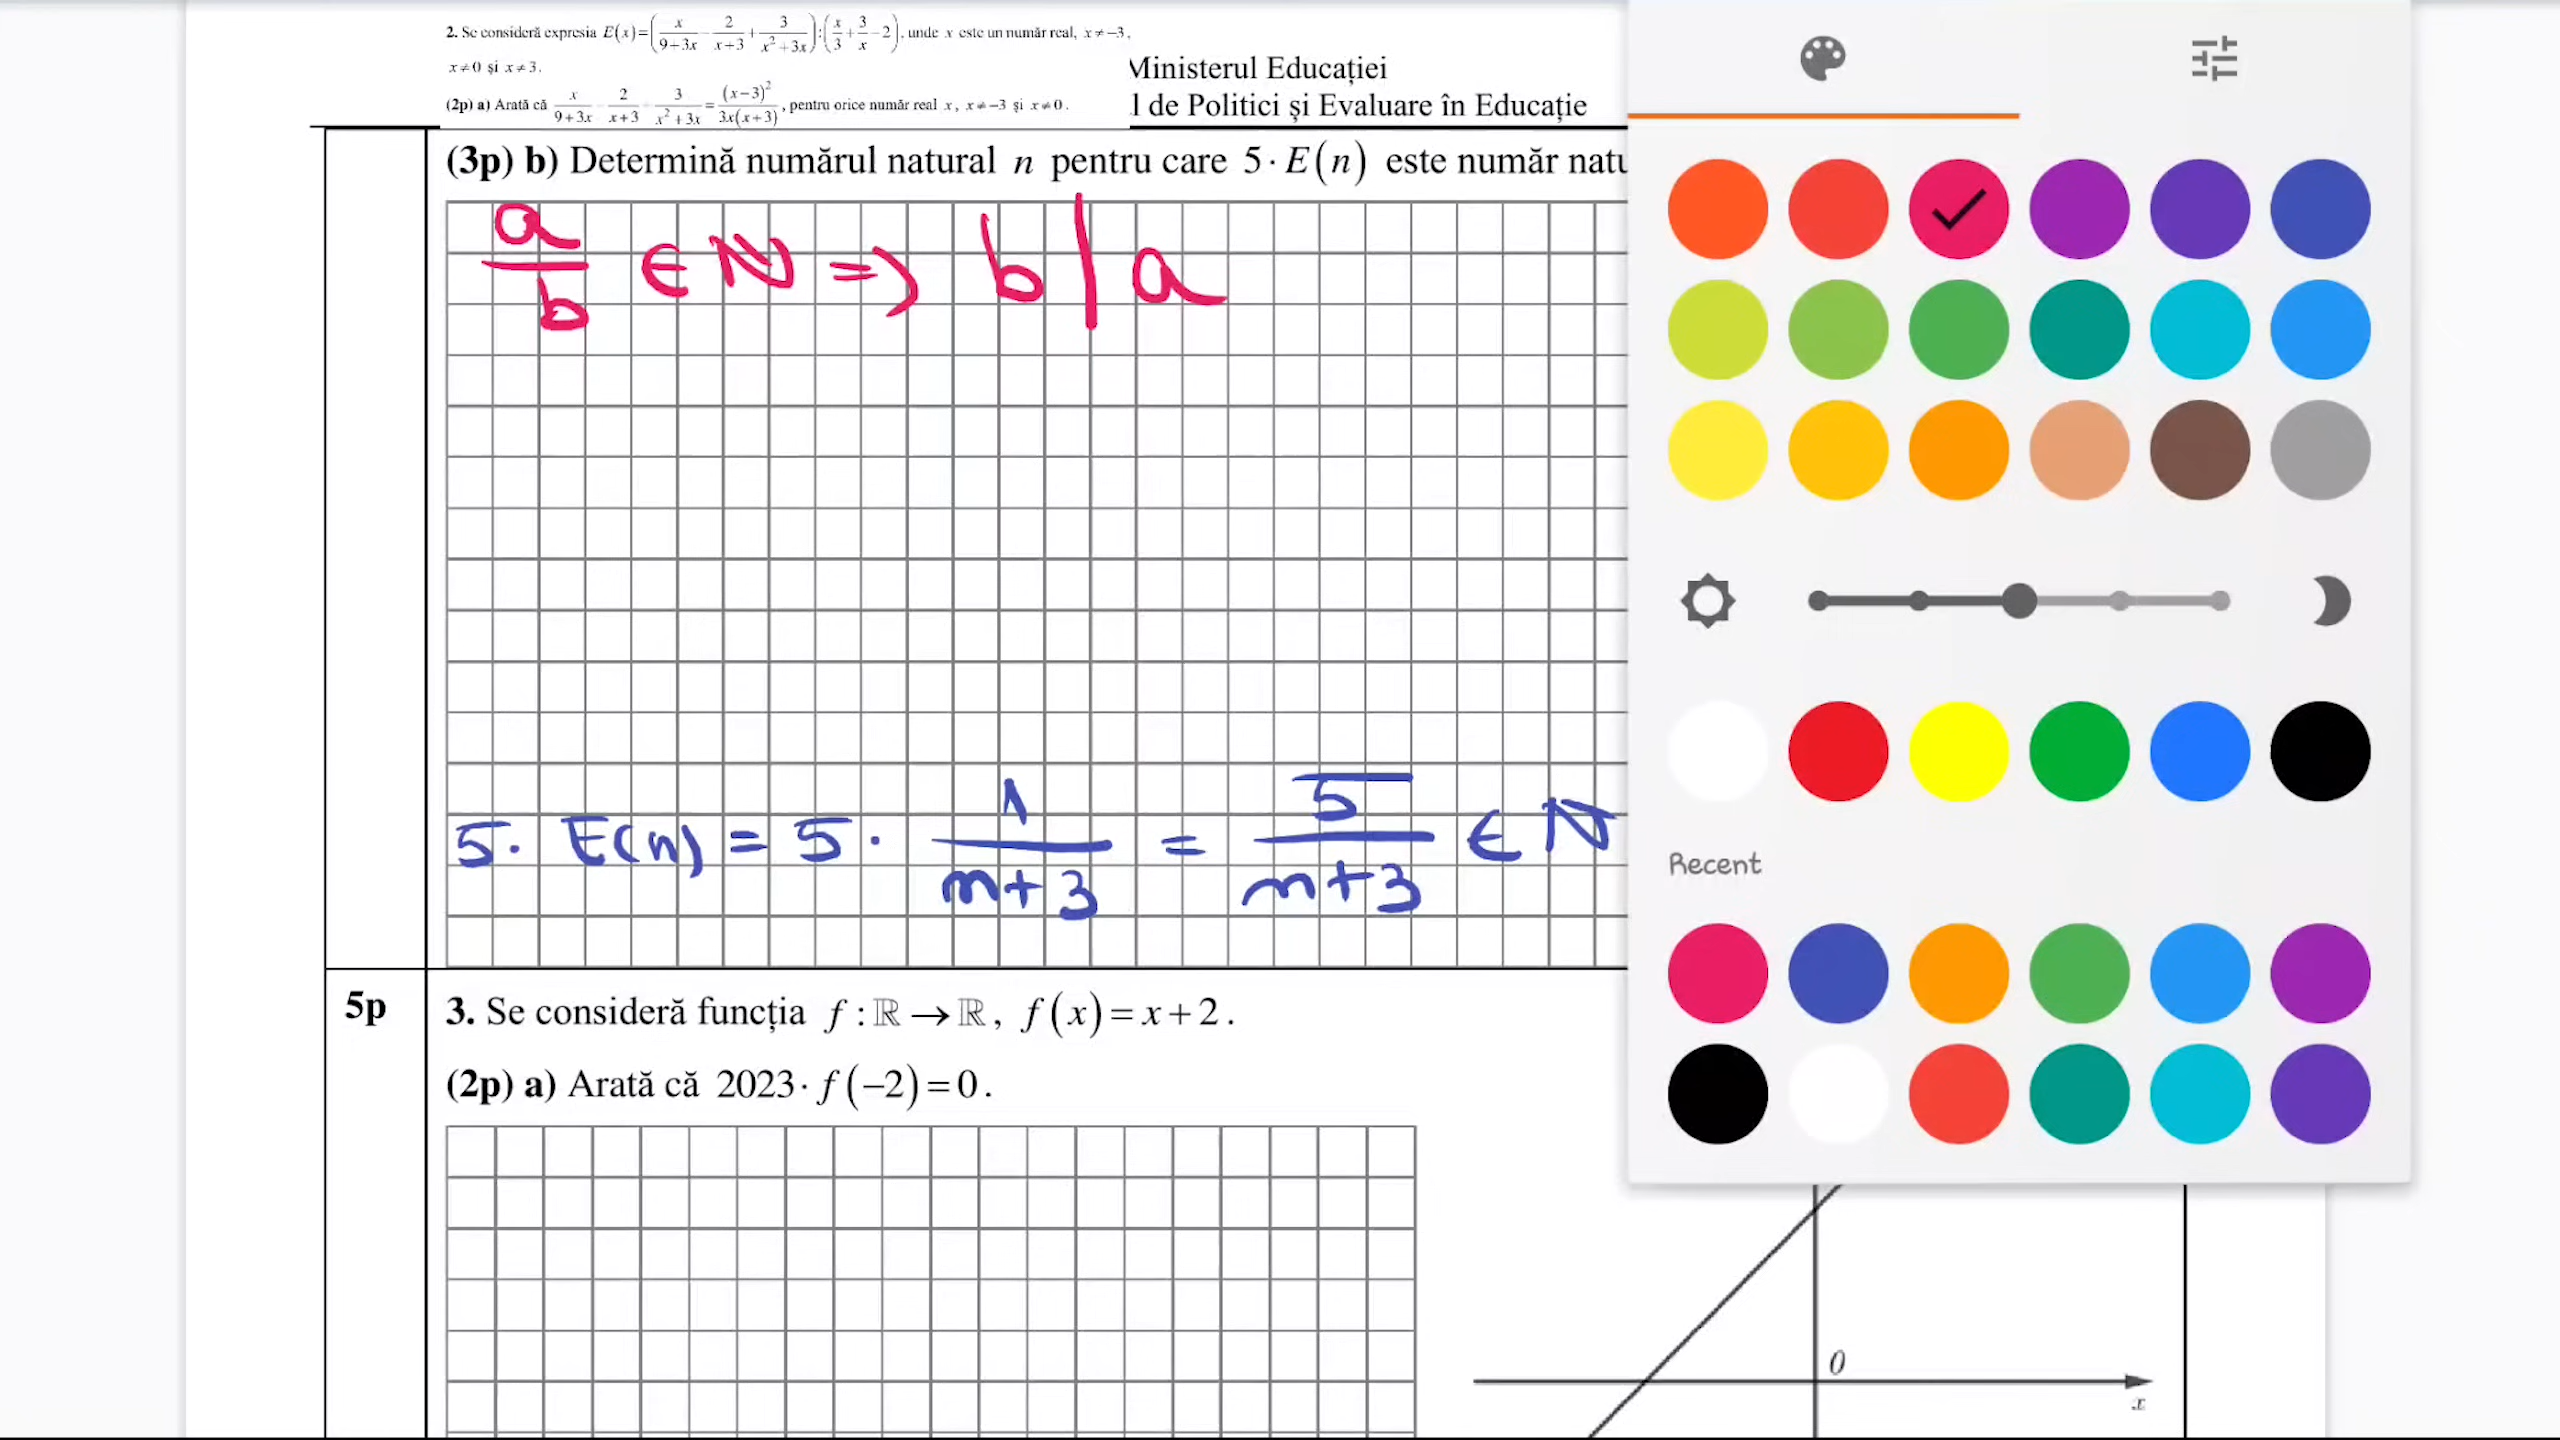 2. Se consideră expresia E(x)=(x/(9+3x) − 2/(x+3) + 3/(x²+3x)):(x/3+3/x−2), unde x este un număr real, x≠−3,
x≠0 și x≠3.
Ministerul Educației
(2p) a) Arată că x/(9+3x) 2/(x+3) 3/(x²+3x) = (x−3)²/(3x(x+3)), pentru orice număr real x, x≠−3 și x≠0.
l de Politici și Evaluare în Educație
(3p) b) Determină numărul natural n pentru care 5·E(n) este număr natu
a/b ∈ N => b | a
5. E(n) = 5 · 1/(n+3) = 5/(n+3) ∈ N
Recent
5p
3. Se consideră funcția f : ℝ → ℝ, f(x) = x + 2.
(2p) a) Arată că 2023· f(−2) = 0.
0
x